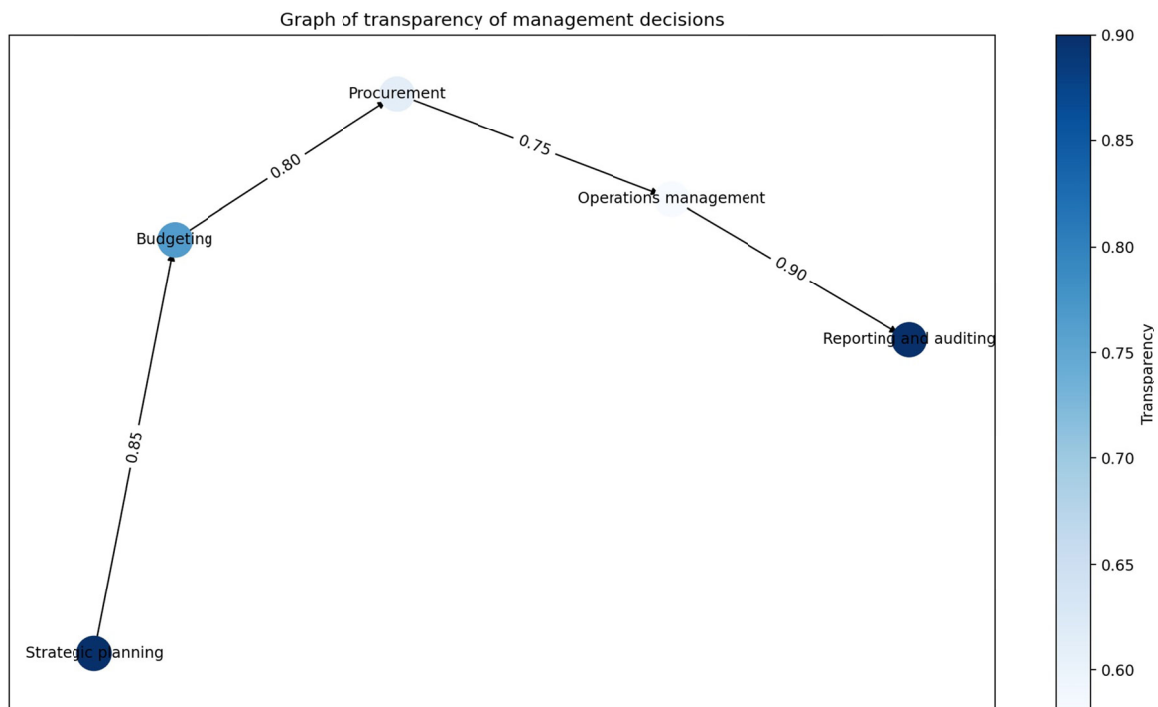 Graph of transparency of management decisions
Procurement
0.80
0.75
Operations management
Budgeting
0.90
Reporting and auditing
0.85
Strategic planning
0.90
0.85
0.80
0.75
0.70
0.65
0.60
Transparency